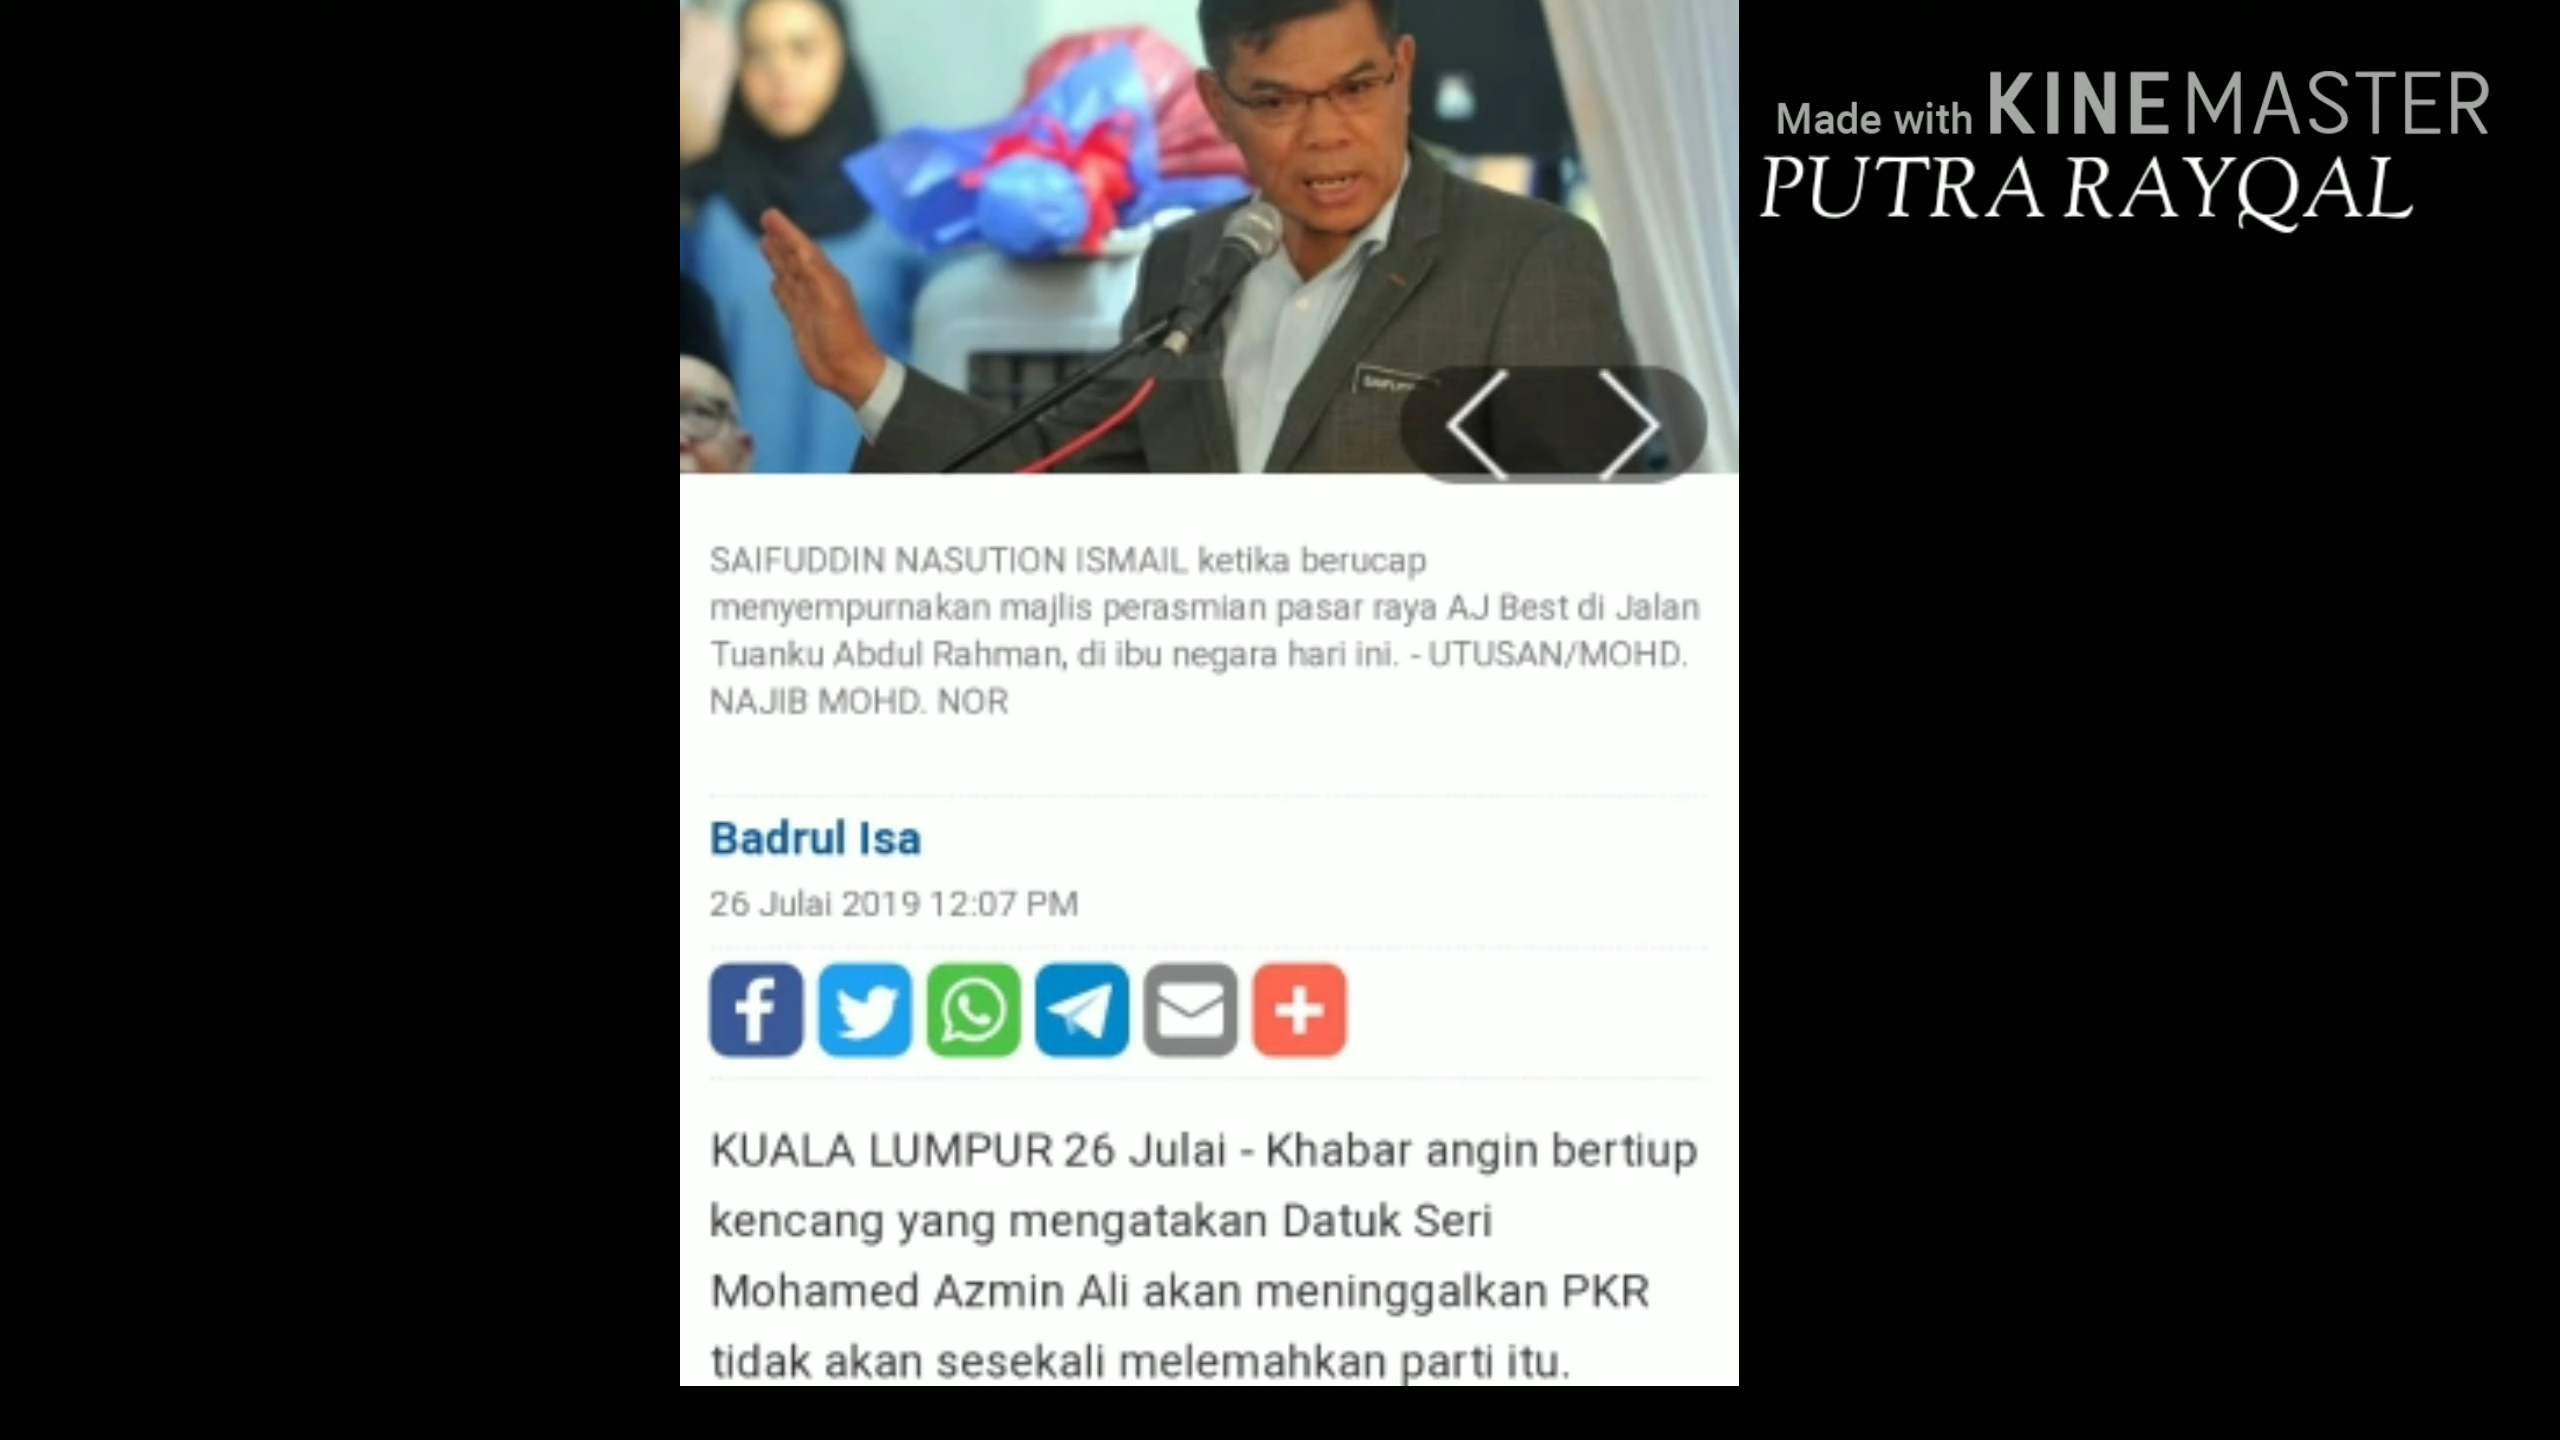 Made with KINEMASTER
PUTRA RAYQAL
SAIFUDDIN NASUTION ISMAIL ketika berucap
menyempurnakan majlis perasmian pasar raya AJ Best di Jalan
Tuanku Abdul Rahman, di ibu negara hari ini. - UTUSAN/MOHD.
NAJIB MOHD. NOR
Badrul Isa
26 Julai 2019 12:07 PM
KUALA LUMPUR 26 Julai - Khabar angin bertiup
kencang yang mengatakan Datuk Seri
Mohamed Azmin Ali akan meninggalkan PKR
tidak akan sesekali melemahkan parti itu.